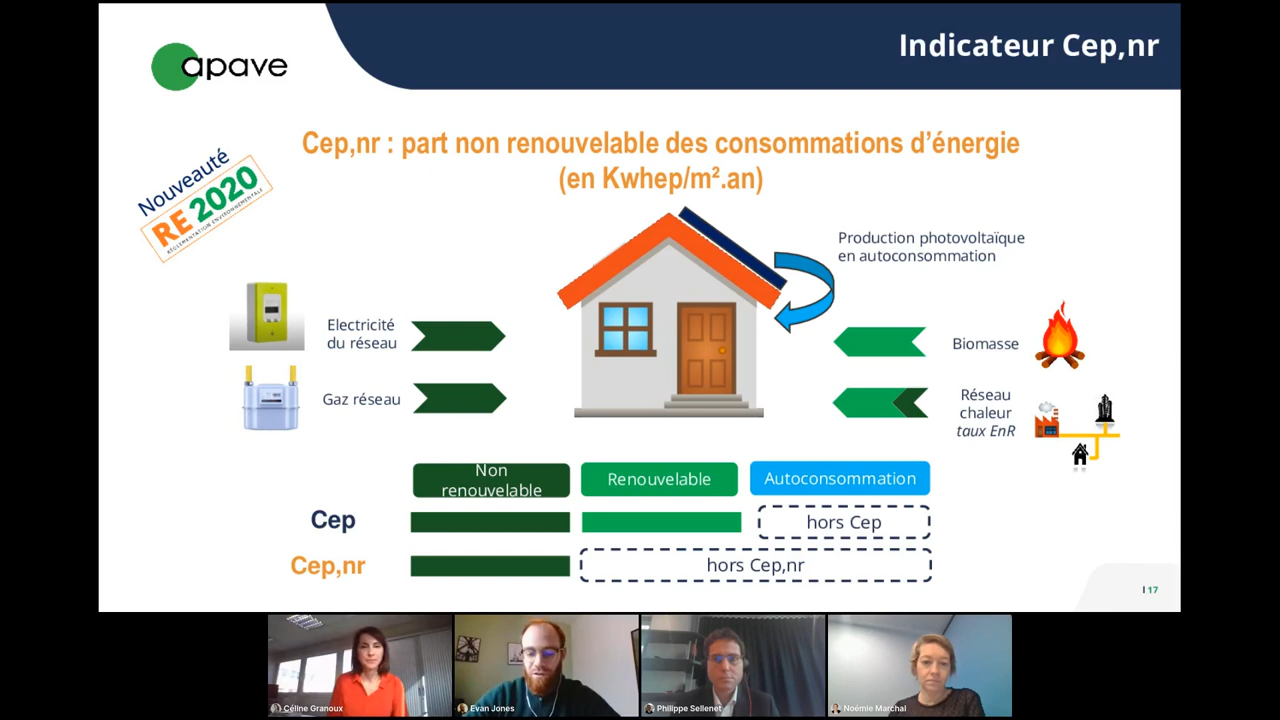 Indicateur Cep,nr
apave
Cep,nr : part non renouvelable des consommations d'énergie
(en Kwhep/m².an)
Nouveauté
RE 2020
RÉGLEMENTATION ENVIRONNEMENTALE
Production photovoltaïque
en autoconsommation
Electricité
du réseau
Gaz réseau
Biomasse
Réseau
chaleur
taux EnR
Non
renouvelable
Renouvelable
Autoconsommation
Cep
hors Cep
Cep,nr
hors Cep,nr
I 17
Céline Granoux
Evan Jones
Philippe Sellenet
Noémie Marchal